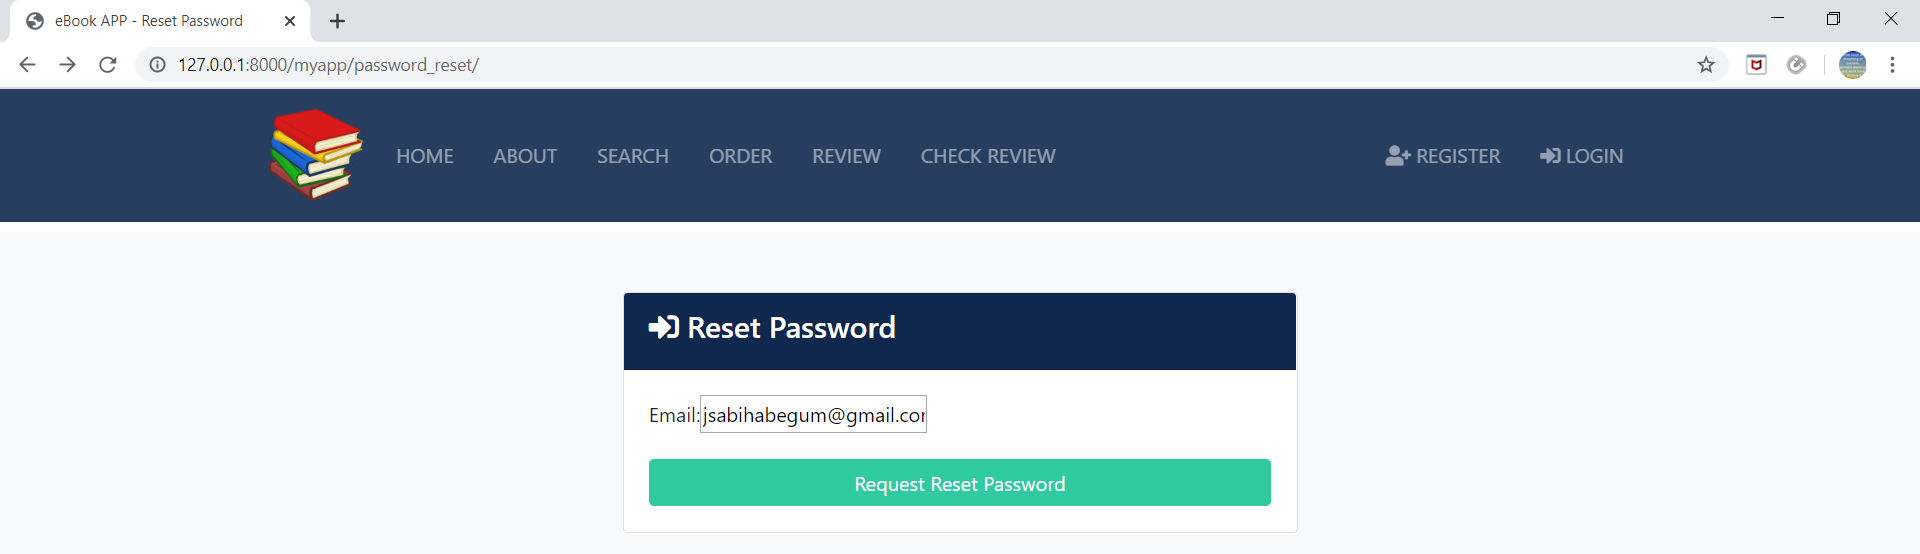 eBook APP - Reset Password
127.0.0.1:8000/myapp/password_reset/
HOME ABOUT SEARCH ORDER REVIEW CHECK REVIEW REGISTER LOGIN
Reset Password
Email: jsabihabegum@gmail.co
Request Reset Password